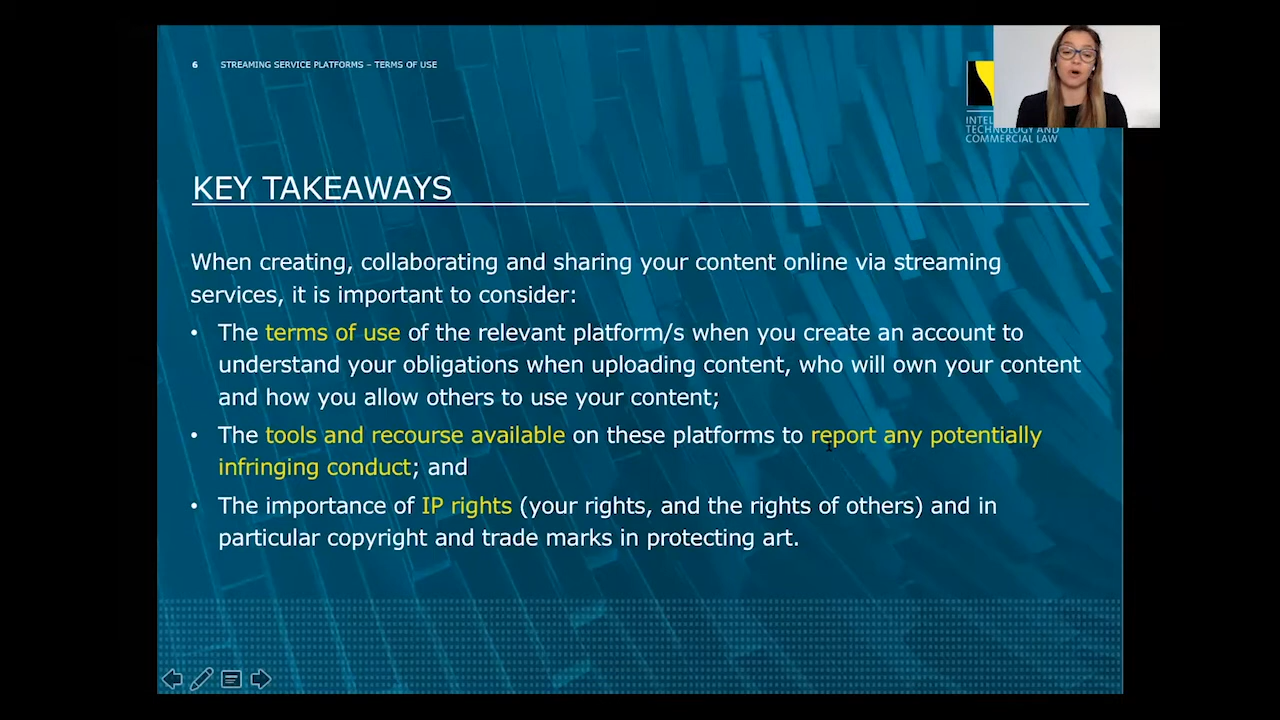 6 STREAMING SERVICE PLATFORMS – TERMS OF USE
TECHNOLOGY AND
COMMERCIAL LAW
KEY TAKEAWAYS
When creating, collaborating and sharing your content online via streaming
services, it is important to consider:
• The terms of use of the relevant platform/s when you create an account to
understand your obligations when uploading content, who will own your content
and how you allow others to use your content;
• The tools and recourse available on these platforms to report any potentially
infringing conduct; and
• The importance of IP rights (your rights, and the rights of others) and in
particular copyright and trade marks in protecting art.